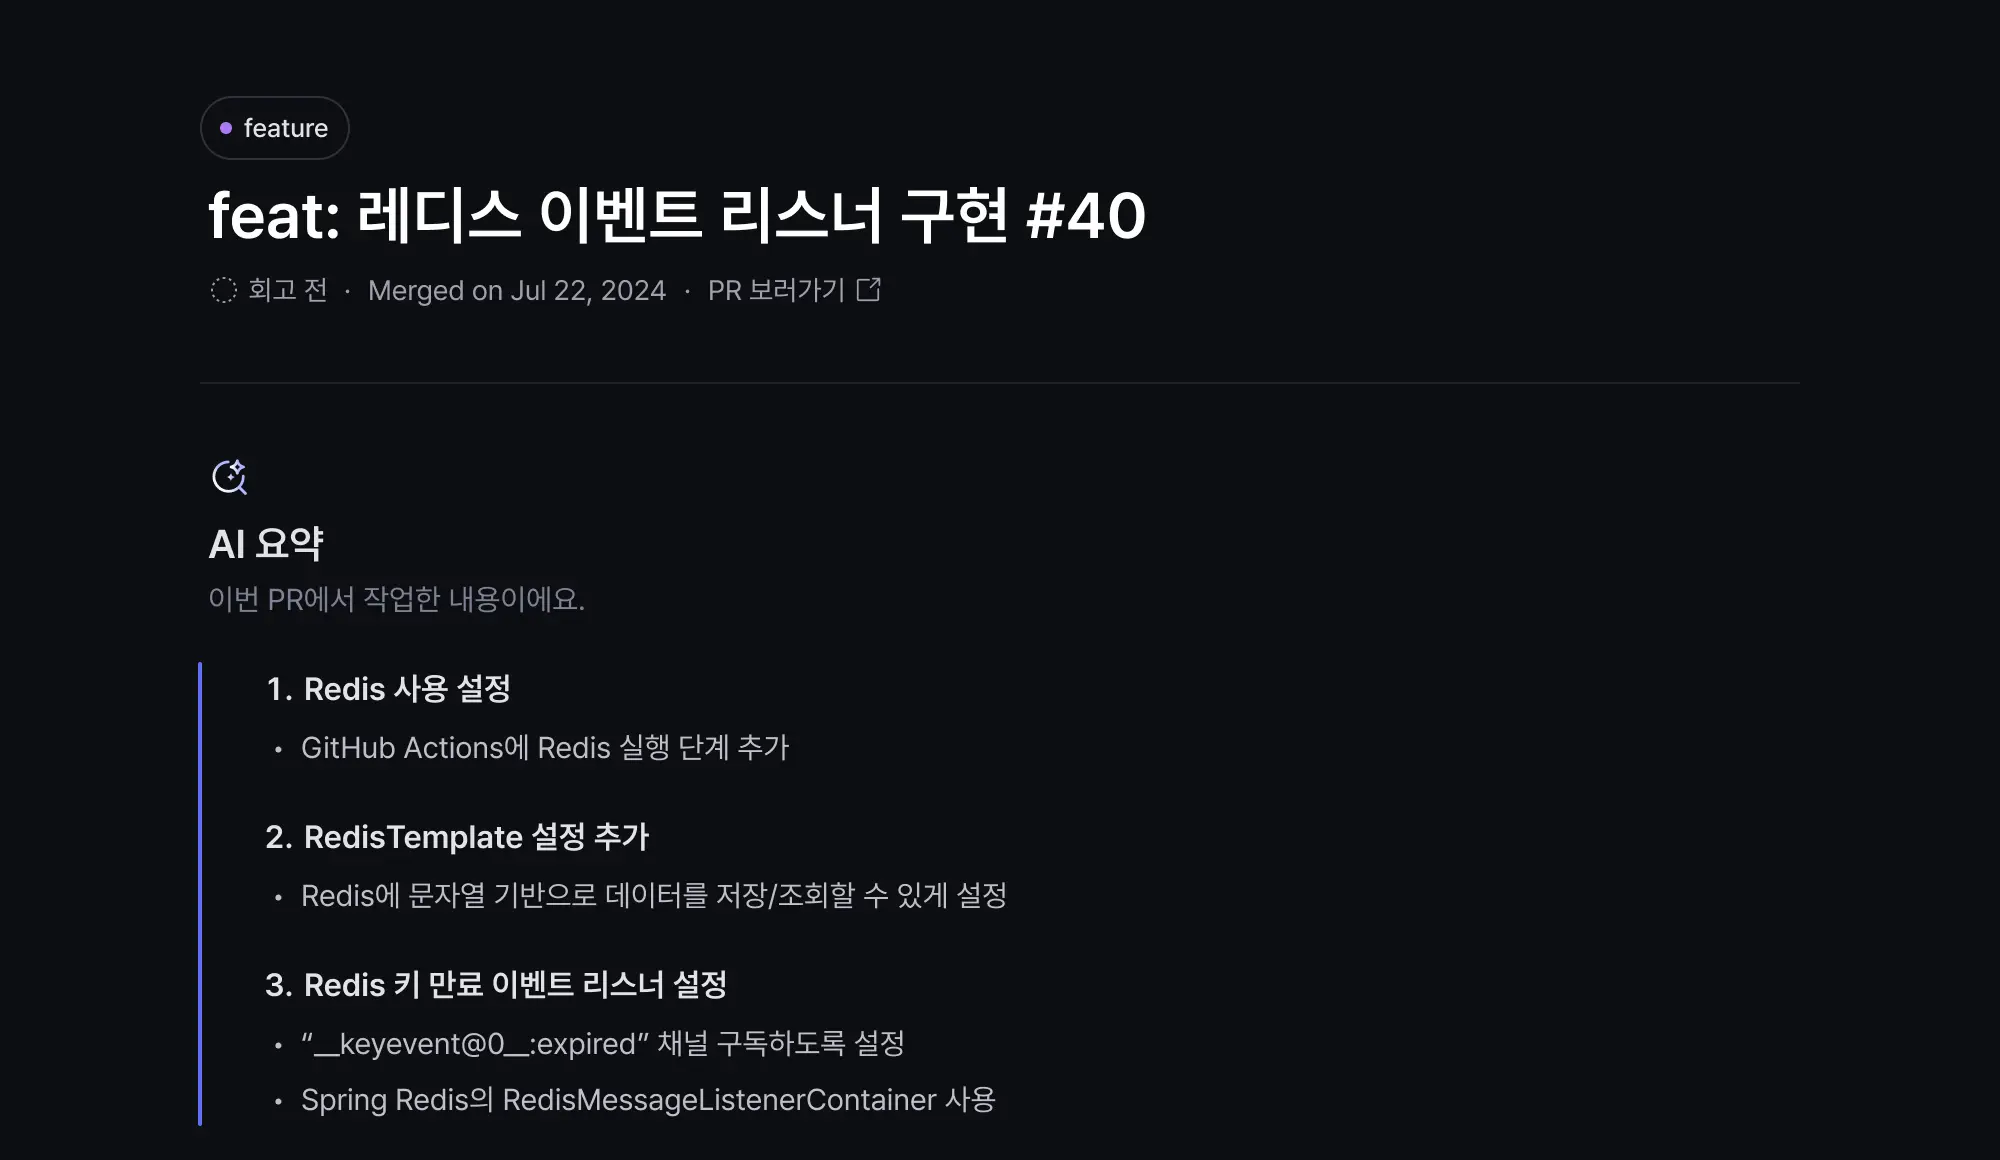 feature
feat: 레디스 이벤트 리스너 구현 #40
회고 전 · Merged on Jul 22, 2024 · PR 보러가기
AI 요약
이번 PR에서 작업한 내용이에요.
1. Redis 사용 설정
• GitHub Actions에 Redis 실행 단계 추가
2. RedisTemplate 설정 추가
• Redis에 문자열 기반으로 데이터를 저장/조회할 수 있게 설정
3. Redis 키 만료 이벤트 리스너 설정
• “__keyevent@0__:expired” 채널 구독하도록 설정
• Spring Redis의 RedisMessageListenerContainer 사용